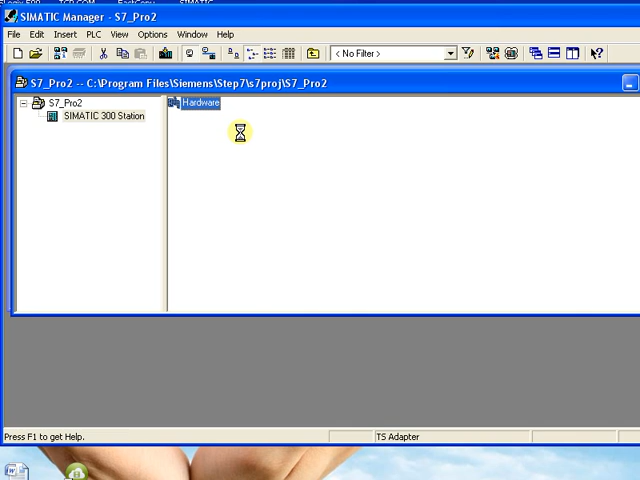 SIMATIC Manager - S7_Pro2
File Edit Insert PLC View Options Window Help
< No Filter >
S7_Pro2 -- C:\Program Files\Siemens\Step7\s7proj\S7_Pro2
S7_Pro2
SIMATIC 300 Station
Hardware
Press F1 to get Help.
TS Adapter